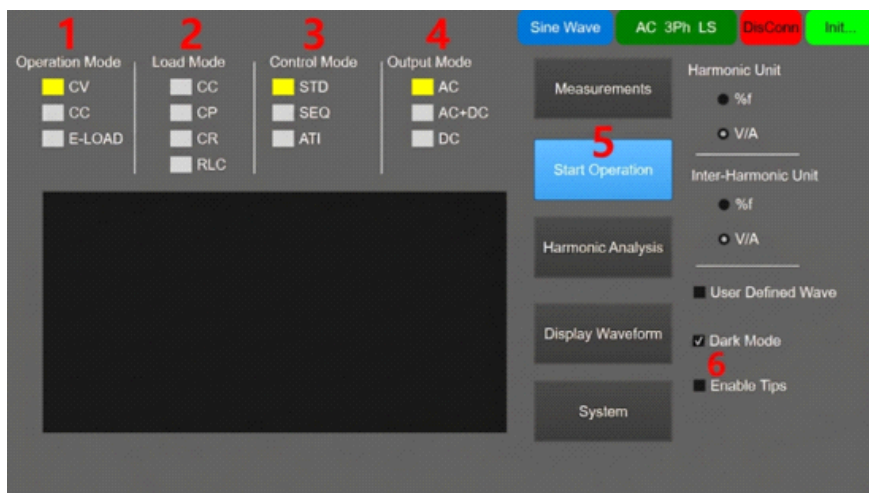 1 2 3 4
Sine Wave AC 3Ph LS DisConn Init...
Operation Mode Load Mode Control Mode Output Mode
CV CC STD AC
CC CP SEQ AC+DC
E-LOAD CR ATI DC
RLC
Measurements
5
Start Operation
Harmonic Analysis
Display Waveform
System
Harmonic Unit
%f
V/A
Inter-Harmonic Unit
%f
V/A
User Defined Wave
Dark Mode
6
Enable Tips